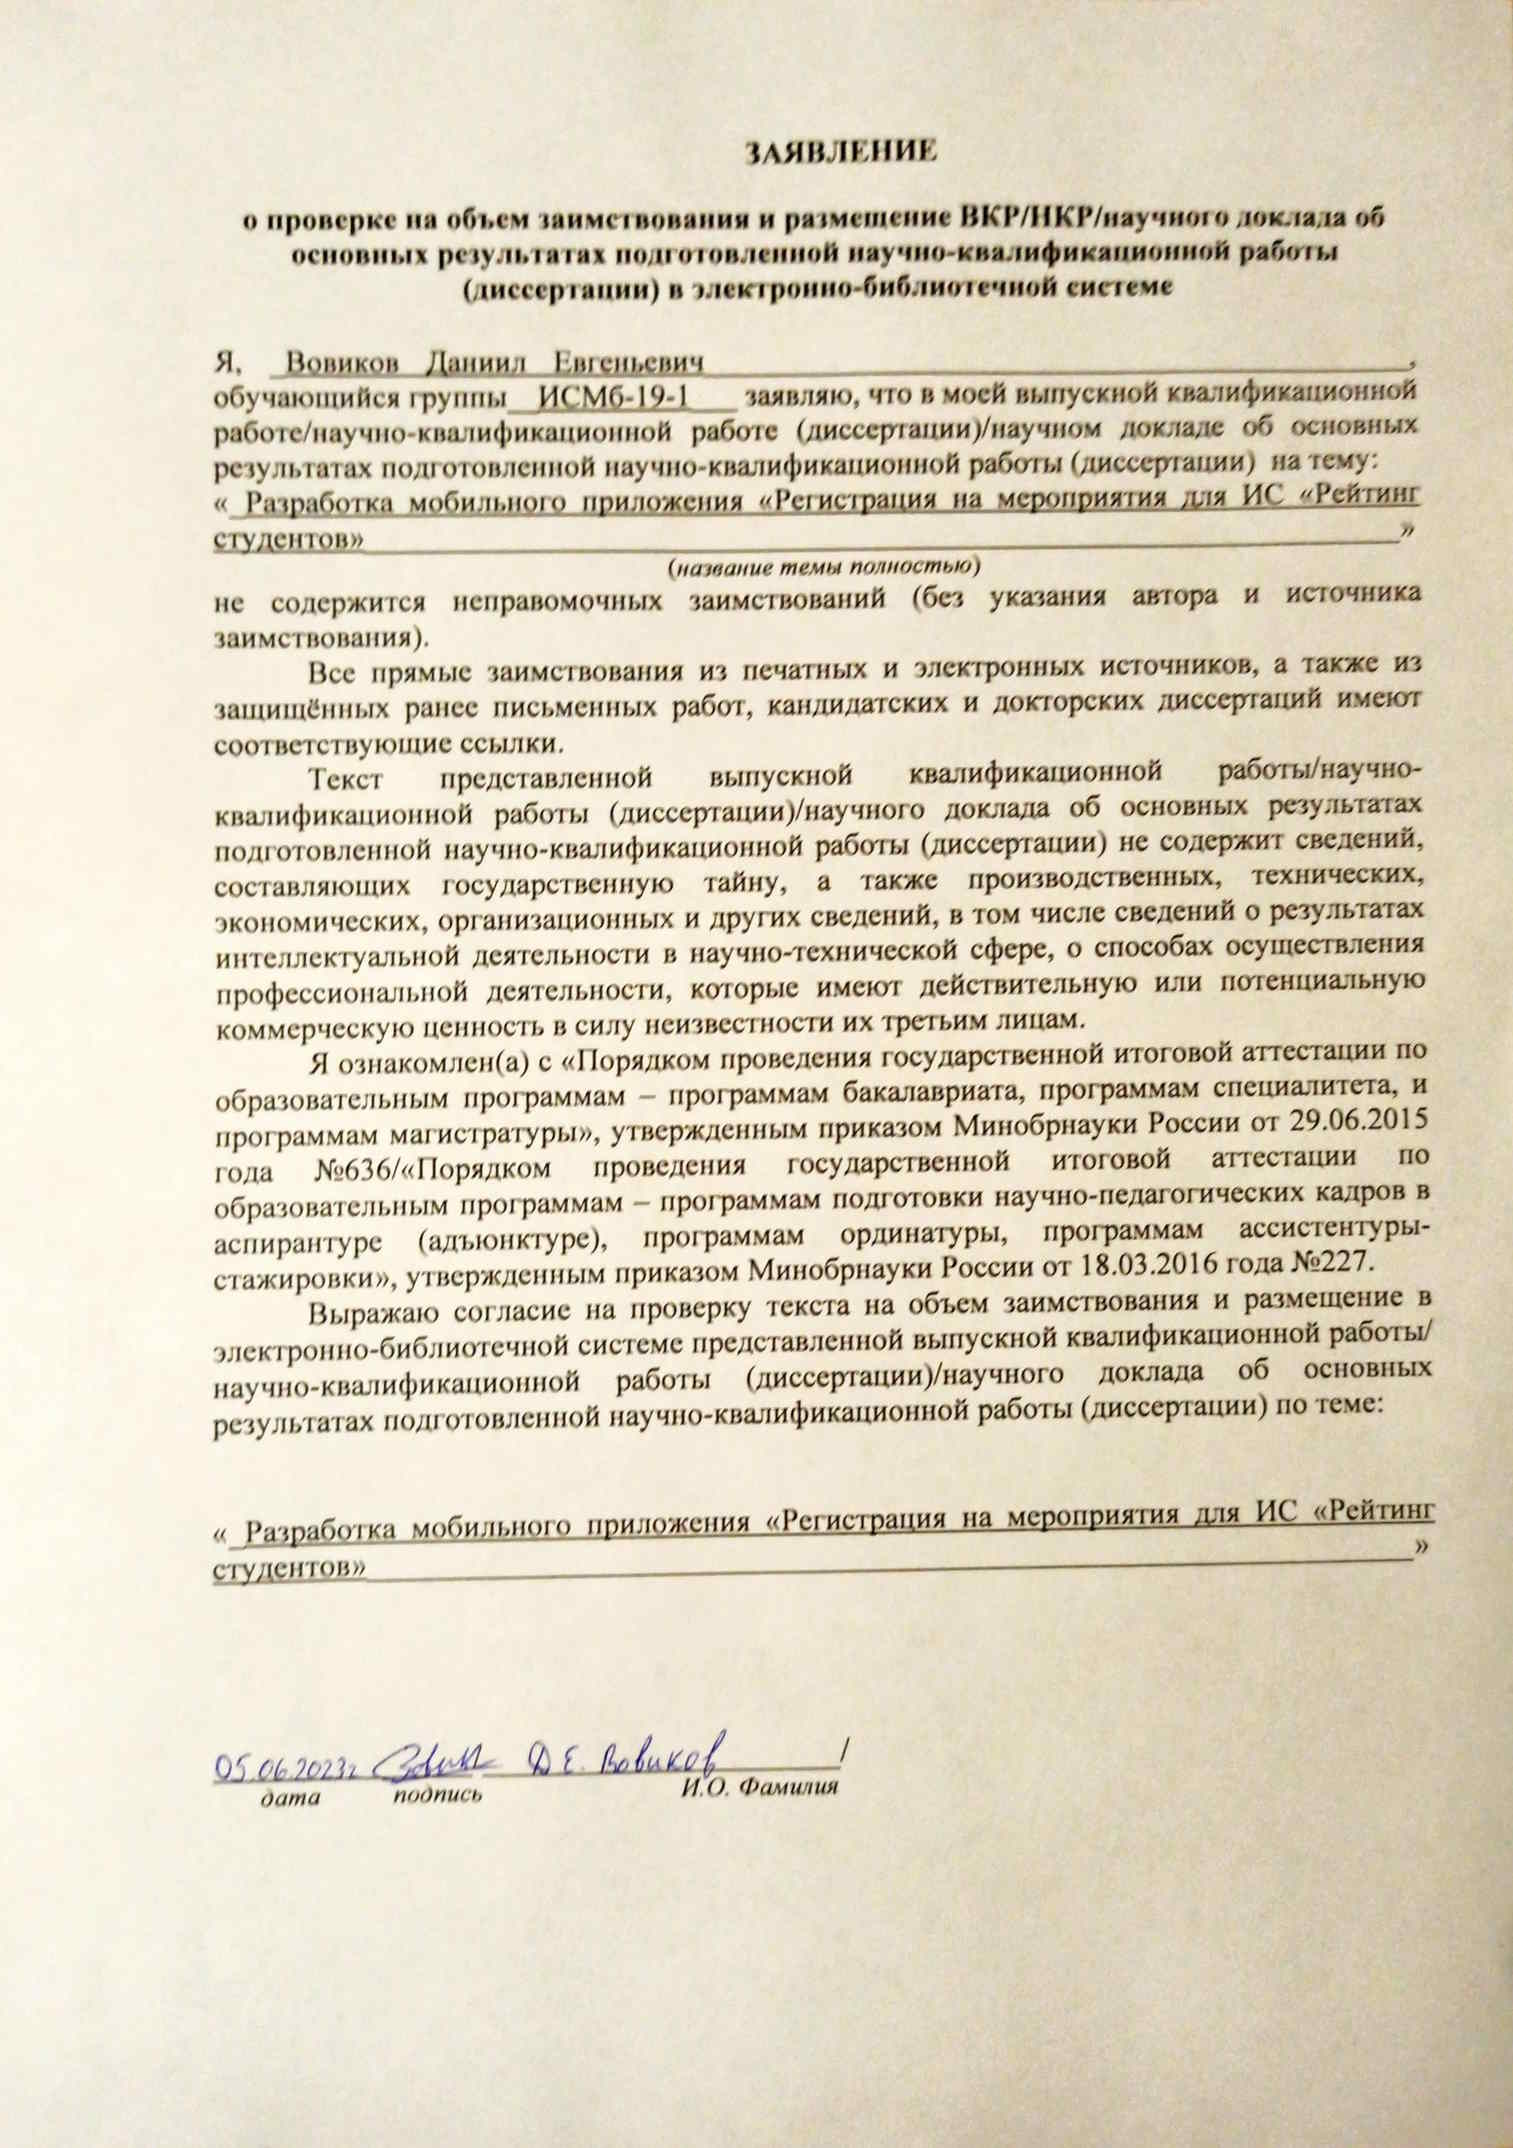 ЗАЯВЛЕНИЕ
о проверке на объем заимствования и размещение ВКР/НКР/научного доклада об
основных результатах подготовленной научно-квалификационной работы
(диссертации) в электронно-библиотечной системе
Я, Вовиков Даниил Евгеньевич ,
обучающийся группы ИСМб-19-1 заявляю, что в моей выпускной квалификационной
работе/научно-квалификационной работе (диссертации)/научном докладе об основных
результатах подготовленной научно-квалификационной работы (диссертации) на тему:
« Разработка мобильного приложения «Регистрация на мероприятия для ИС «Рейтинг
студентов» »
(название темы полностью)
не содержится неправомочных заимствований (без указания автора и источника
заимствования).
Все прямые заимствования из печатных и электронных источников, а также из
защищённых ранее письменных работ, кандидатских и докторских диссертаций имеют
соответствующие ссылки.
Текст представленной выпускной квалификационной работы/научно-
квалификационной работы (диссертации)/научного доклада об основных результатах
подготовленной научно-квалификационной работы (диссертации) не содержит сведений,
составляющих государственную тайну, а также производственных, технических,
экономических, организационных и других сведений, в том числе сведений о результатах
интеллектуальной деятельности в научно-технической сфере, о способах осуществления
профессиональной деятельности, которые имеют действительную или потенциальную
коммерческую ценность в силу неизвестности их третьим лицам.
Я ознакомлен(а) с «Порядком проведения государственной итоговой аттестации по
образовательным программам – программам бакалавриата, программам специалитета, и
программам магистратуры», утвержденным приказом Минобрнауки России от 29.06.2015
года №636/«Порядком проведения государственной итоговой аттестации по
образовательным программам – программам подготовки научно-педагогических кадров в
аспирантуре (адъюнктуре), программам ординатуры, программам ассистентуры-
стажировки», утвержденным приказом Минобрнауки России от 18.03.2016 года №227.
Выражаю согласие на проверку текста на объем заимствования и размещение в
электронно-библиотечной системе представленной выпускной квалификационной работы/
научно-квалификационной работы (диссертации)/научного доклада об основных
результатах подготовленной научно-квалификационной работы (диссертации) по теме:
« Разработка мобильного приложения «Регистрация на мероприятия для ИС «Рейтинг
студентов» »
05.06.2023г Д.Е. Вовиков /
дата подпись И.О. Фамилия